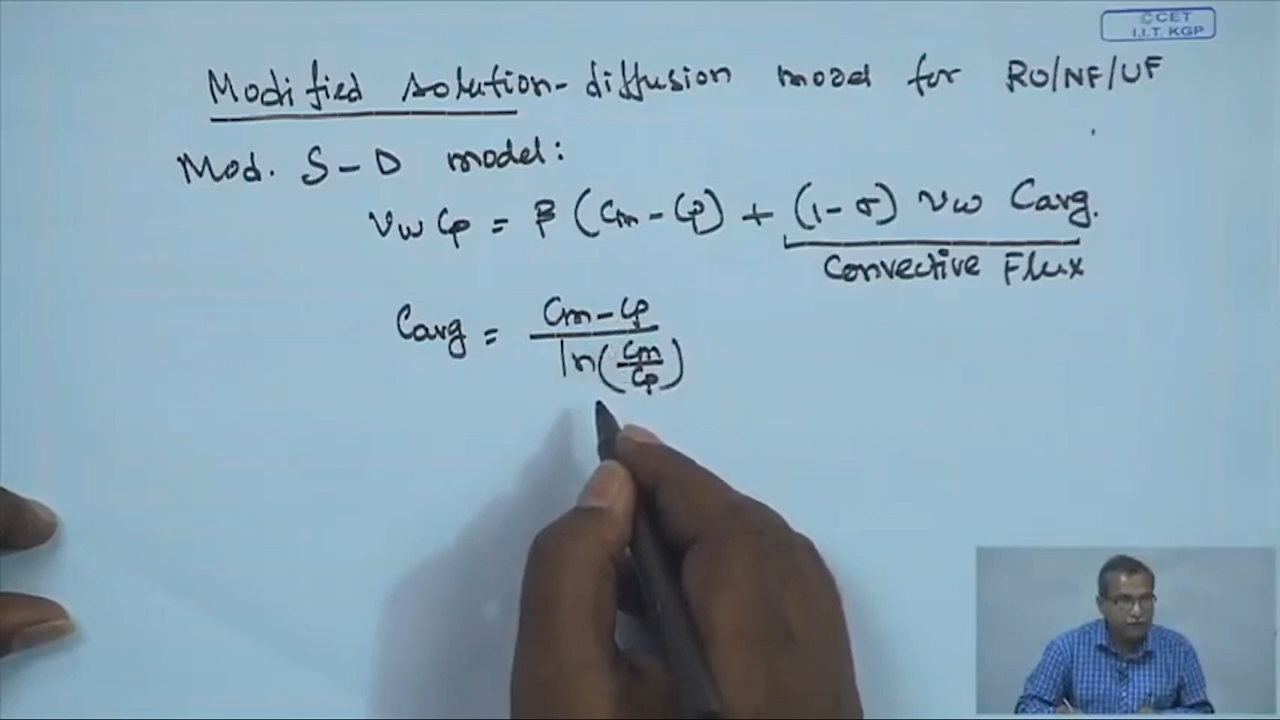 ©CET
I.I.T. KGP
Modified solution-diffusion model for RO/NF/UF
Mod. S-D model:
vw Cp = β (Cm - Cp) + (1-σ) vw Cavg.
Convective Flux
Cavg = Cm - Cp / ln(Cm/Cp)